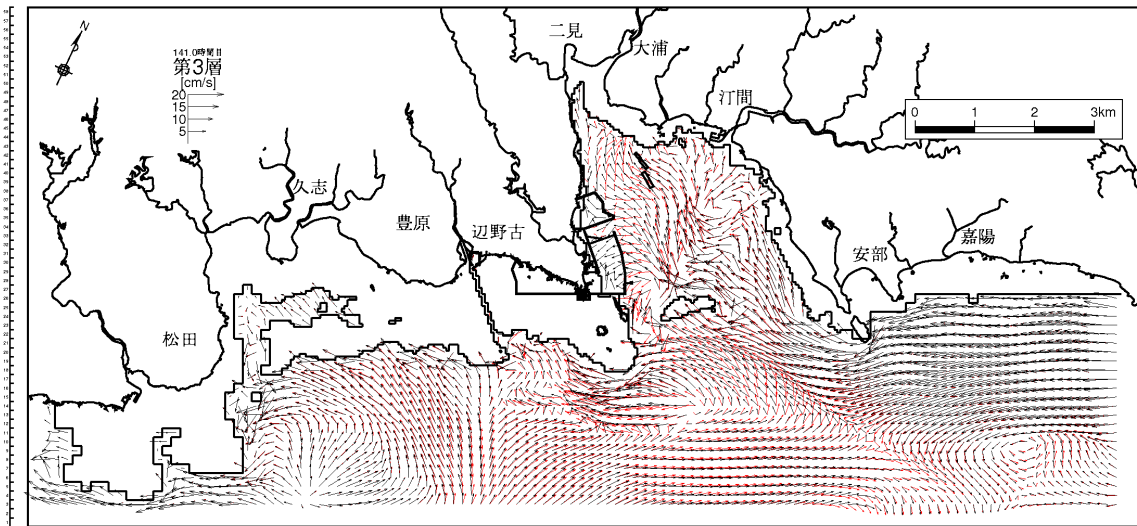 N
141.0時間目
第3層
[cm/s]
20
15
10
5
二見
大浦
汀間
0 1 2 3km
久志
豊原
辺野古
安部
嘉陽
松田